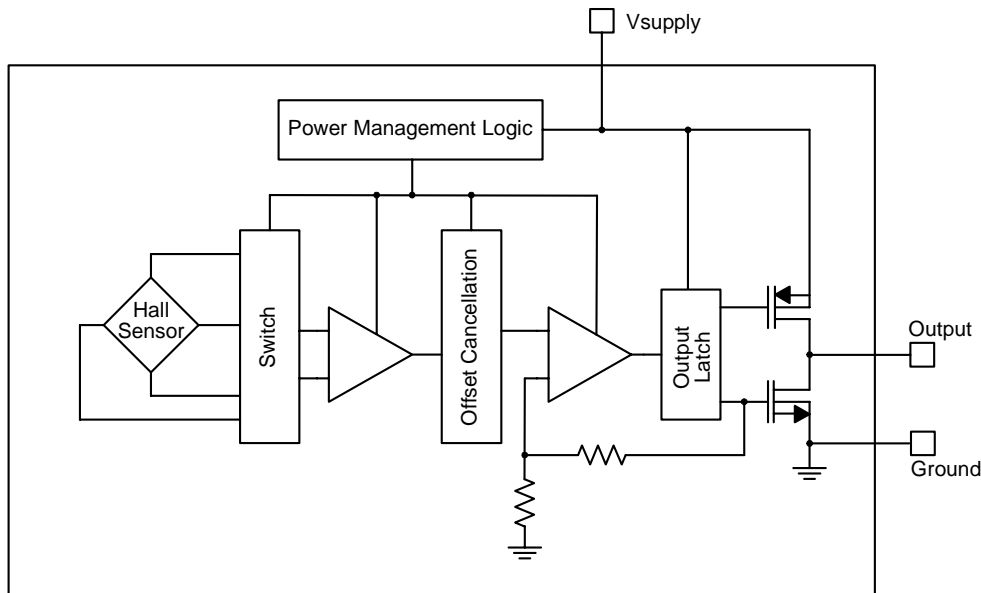 Vsupply
Power Management Logic
Hall
Sensor
Switch
Offset Cancellation
Output
Latch
Output
Ground